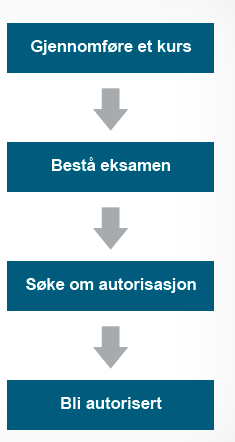 Gjennomføre et kurs
Bestå eksamen
Søke om autorisasjon
Bli autorisert